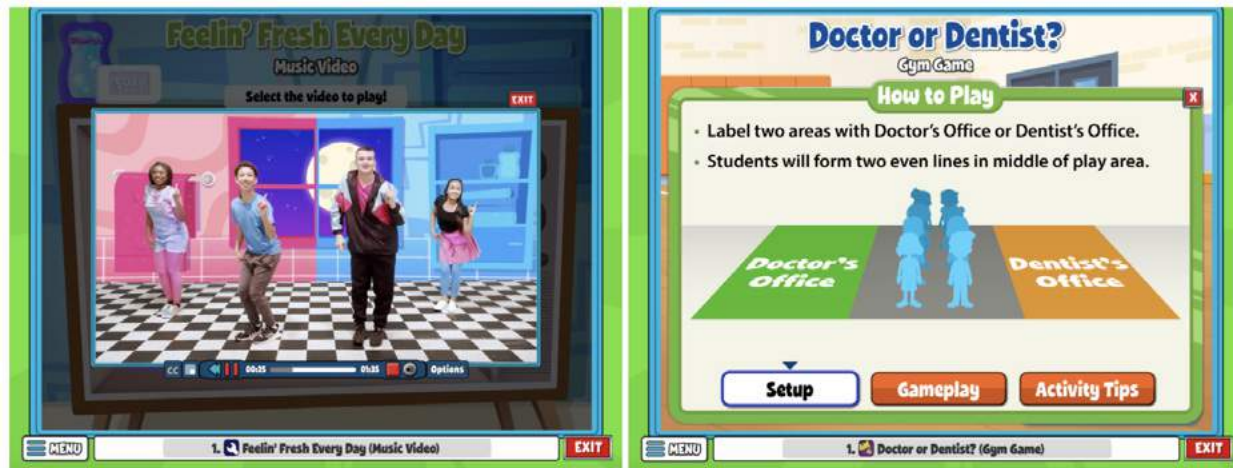 Feelin' Fresh Every Day
Music Video
Select the video to play!
EXIT
CC
00:25
01:35
Options
MENU
1. Feelin' Fresh Every Day (Music Video)
EXIT
Doctor or Dentist?
Gym Game
How to Play
X
• Label two areas with Doctor's Office or Dentist's Office.
• Students will form two even lines in middle of play area.
Doctor's
Office
Dentist's
Office
Setup
Gameplay
Activity Tips
MENU
1. Doctor or Dentist? (Gym Game)
EXIT